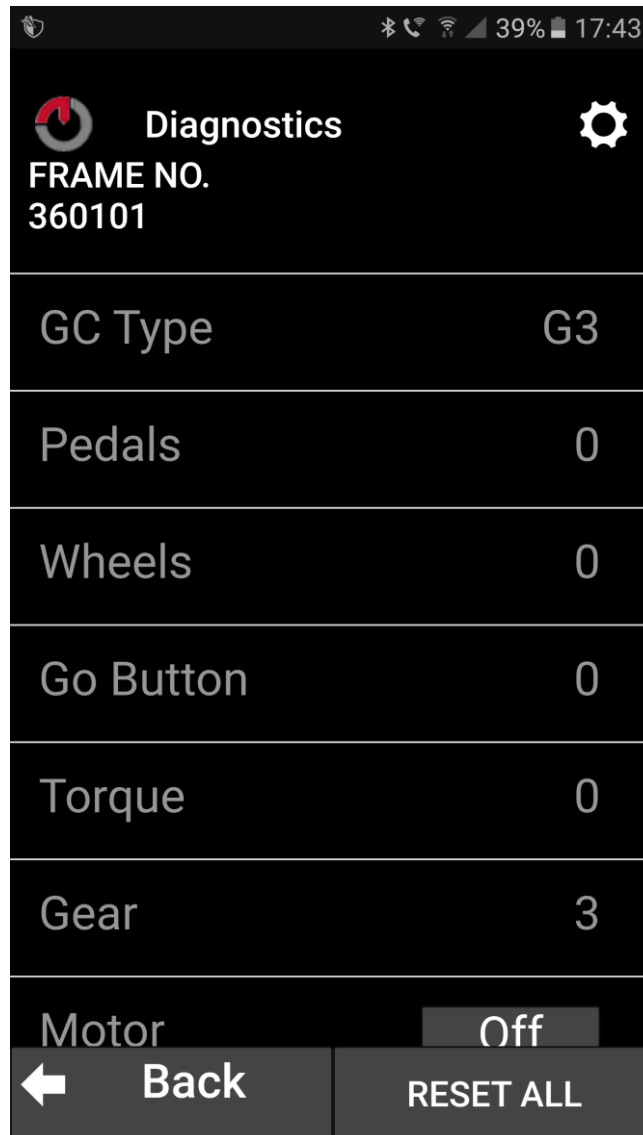 39% 17:43
Diagnostics
FRAME NO.
360101
GC Type G3
Pedals 0
Wheels 0
Go Button 0
Torque 0
Gear 3
Motor Off
Back RESET ALL